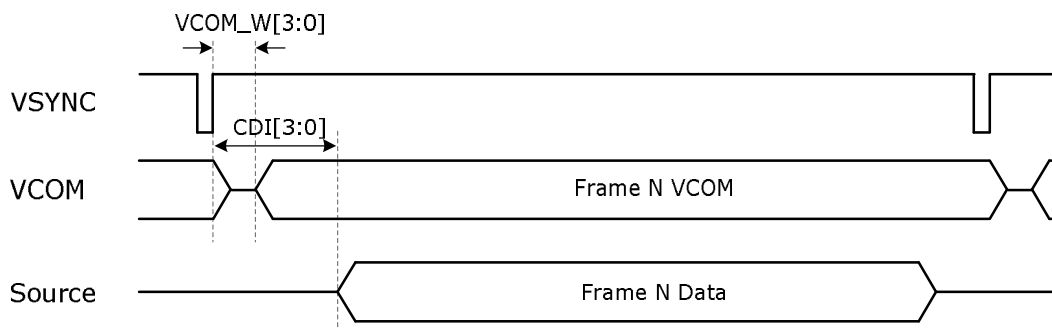 VCOM_W[3:0]
VSYNC
CDI[3:0]
VCOM
Frame N VCOM
Source
Frame N Data